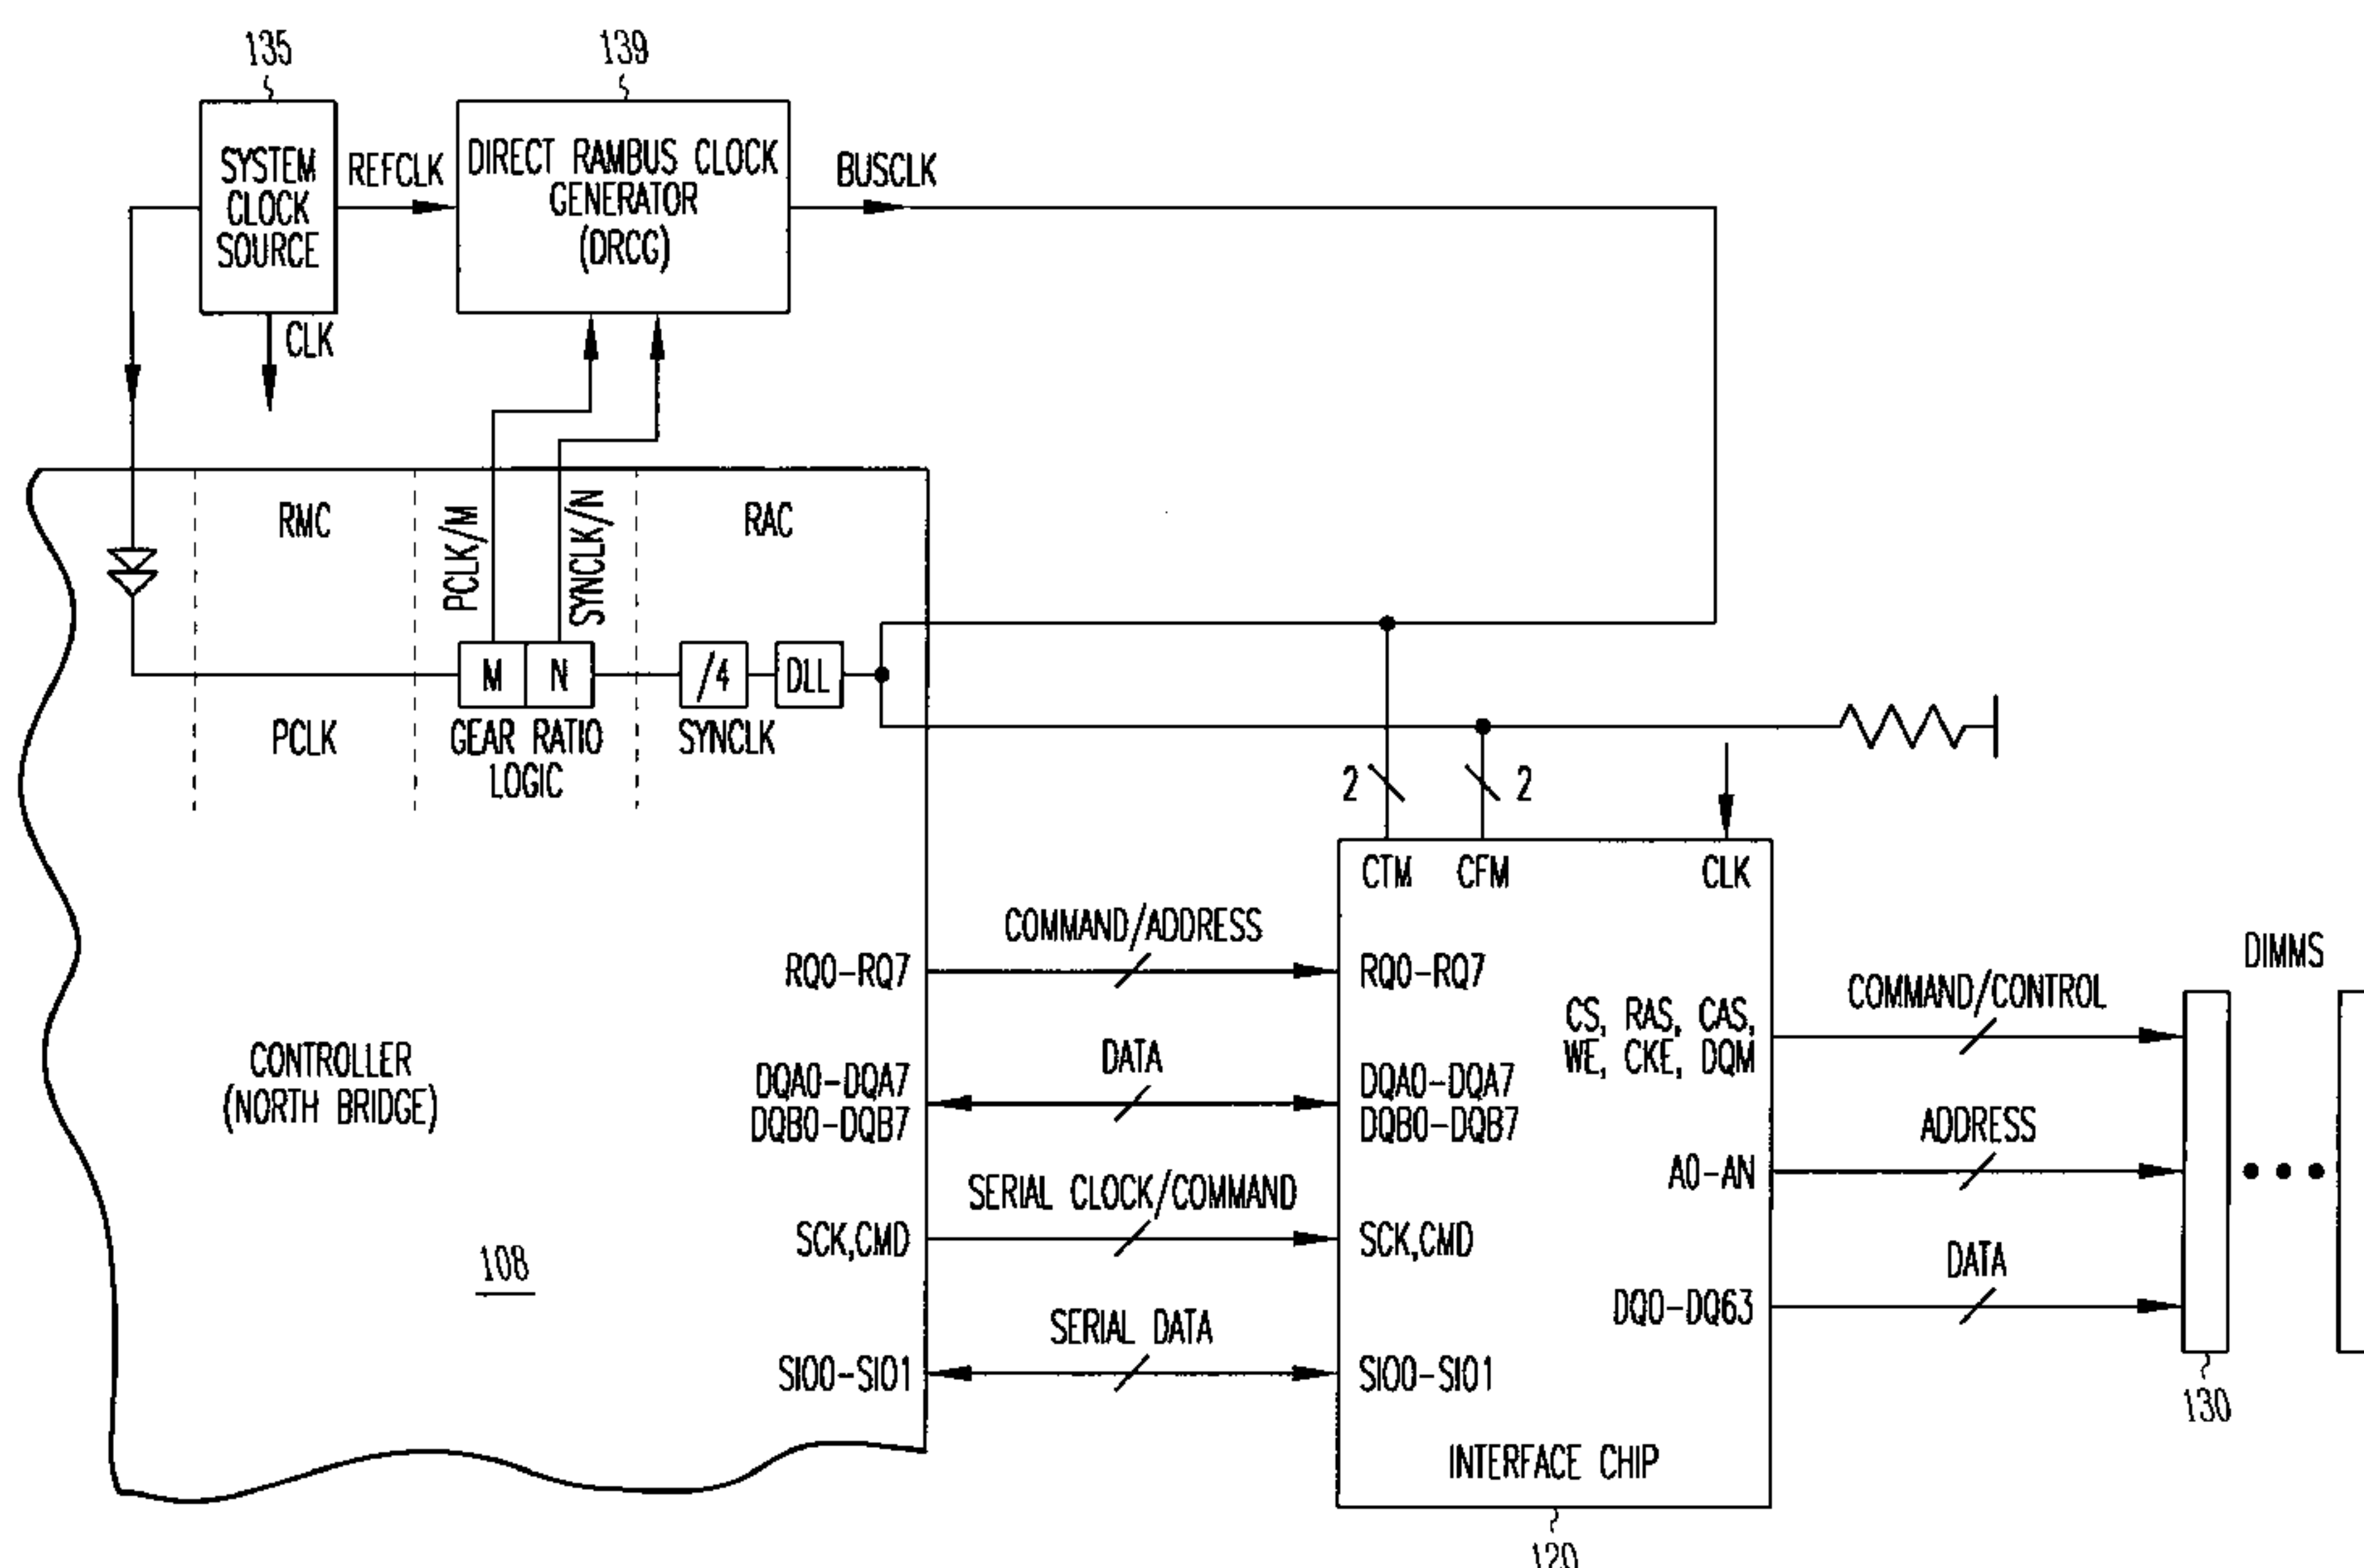 135
139
SYSTEM
CLOCK
SOURCE
REFCLK
DIRECT RAMBUS CLOCK
GENERATOR
(DRCG)
BUSCLK
CLK
RMC
PCLK/M
SYNCLK/N
RAC
M
N
/4
DLL
PCLK
GEAR RATIO
LOGIC
SYNCLK
2
2
CTM
CFM
CLK
COMMAND/ADDRESS
RQ0-RQ7
RQ0-RQ7
DIMMS
CS, RAS, CAS,
WE, CKE, DQM
COMMAND/CONTROL
CONTROLLER
(NORTH BRIDGE)
DATA
DQA0-DQA7
DQB0-DQB7
DQA0-DQA7
DQB0-DQB7
ADDRESS
A0-AN
SERIAL CLOCK/COMMAND
SCK,CMD
SCK,CMD
108
DATA
DQ0-DQ63
SERIAL DATA
SIO0-SIO1
SIO0-SIO1
130
INTERFACE CHIP
120